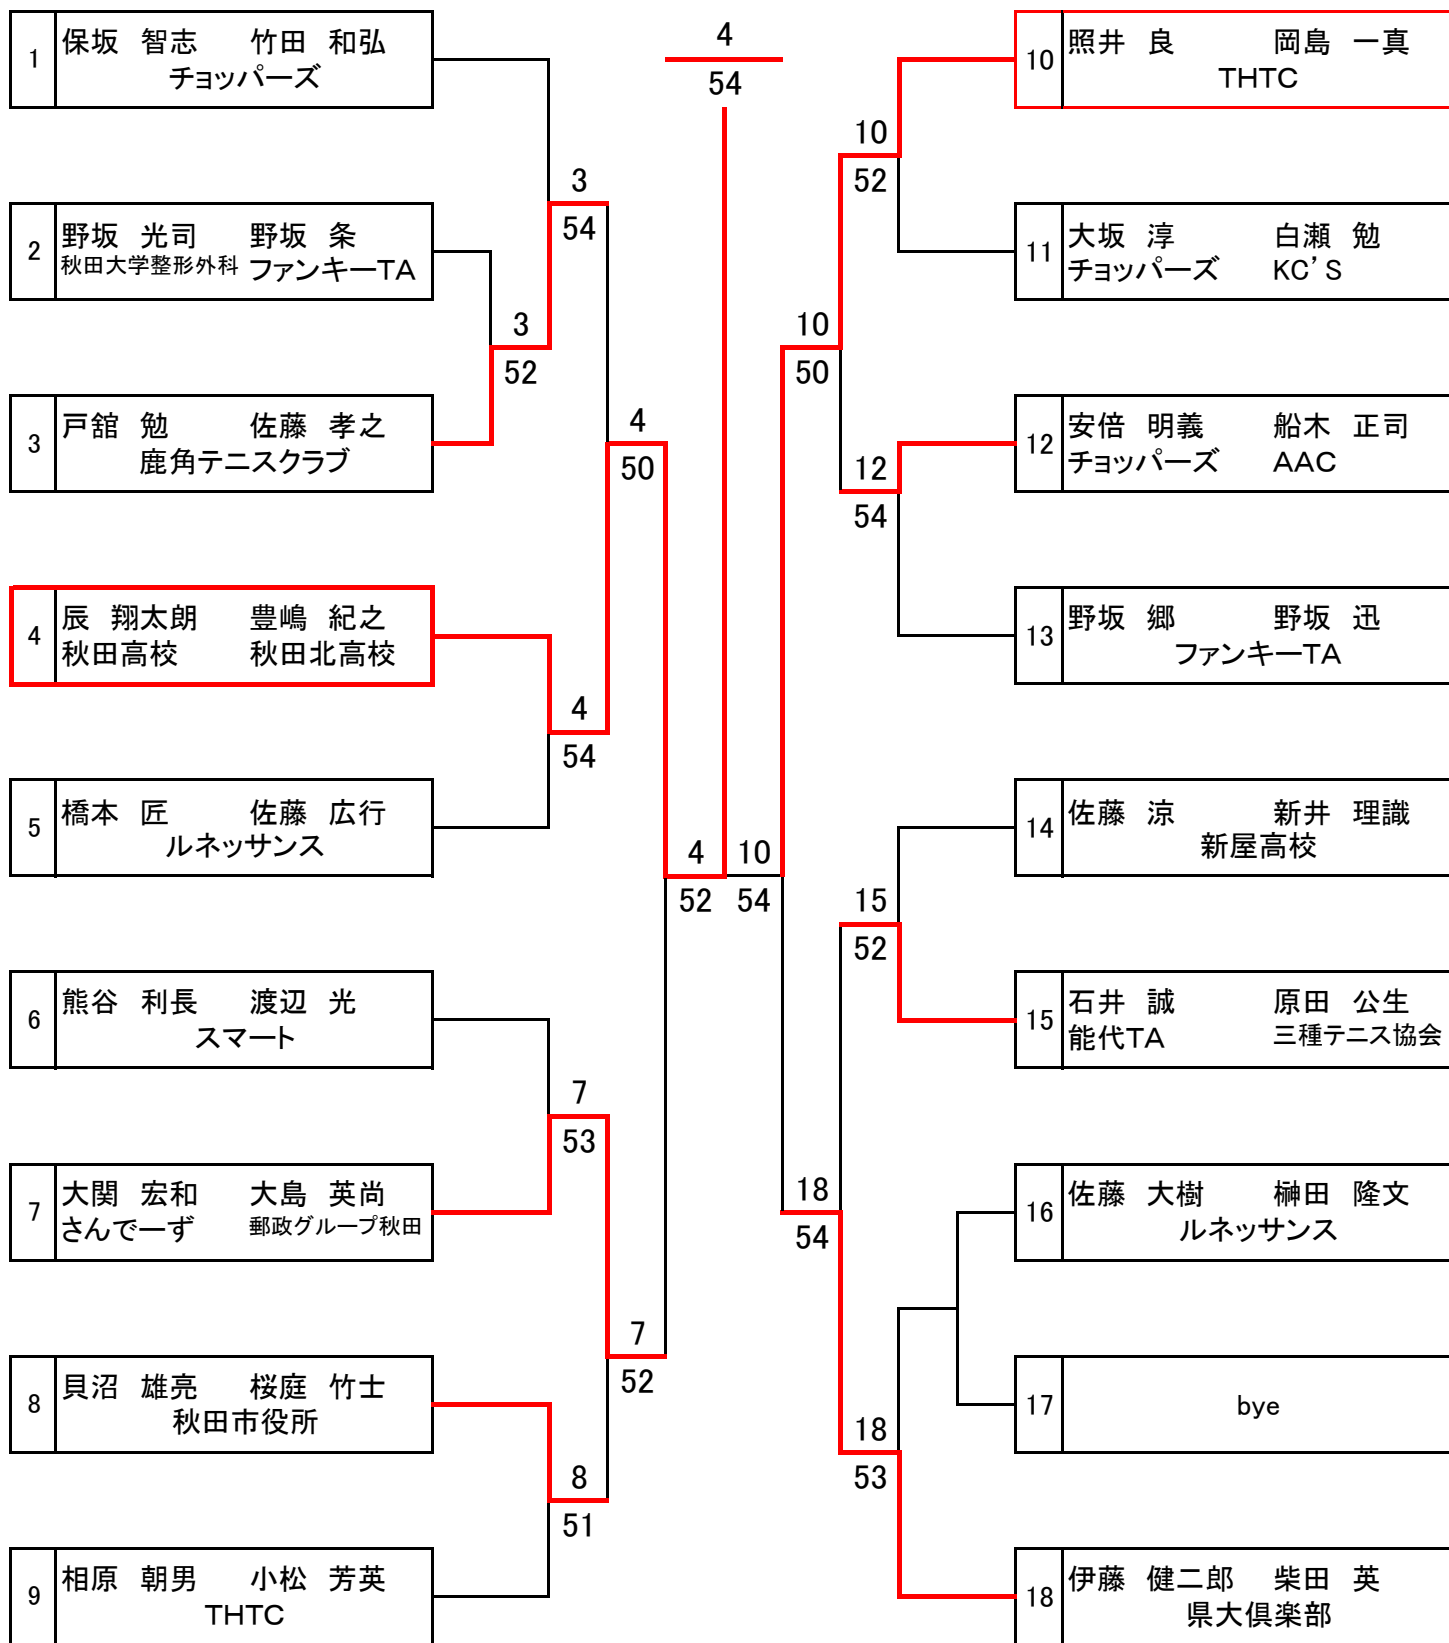 1
保坂 智志 竹田 和弘
チョッパーズ
2
野坂 光司 野坂 条
秋田大学整形外科 ファンキーTA
3
戸舘 勉 佐藤 孝之
鹿角テニスクラブ
4
辰 翔太朗 豊嶋 紀之
秋田高校 秋田北高校
5
橋本 匠 佐藤 広行
ルネッサンス
6
熊谷 利長 渡辺 光
スマート
7
大関 宏和 大島 英尚
さんでーず 郵政グループ秋田
8
貝沼 雄亮 桜庭 竹士
秋田市役所
9
相原 朝男 小松 芳英
THTC
3
52
3
54
4
54
7
53
8
51
4
50
7
52
4
52
4
54
10
54
10
50
18
54
10
52
12
54
15
52
18
53
10
照井 良 岡島 一真
THTC
11
大坂 淳 白瀬 勉
チョッパーズ KC'S
12
安倍 明義 船木 正司
チョッパーズ AAC
13
野坂 郷 野坂 迅
ファンキーTA
14
佐藤 涼 新井 理識
新屋高校
15
石井 誠 原田 公生
能代TA 三種テニス協会
16
佐藤 大樹 榊田 隆文
ルネッサンス
17
bye
18
伊藤 健二郎 柴田 英
県大倶楽部